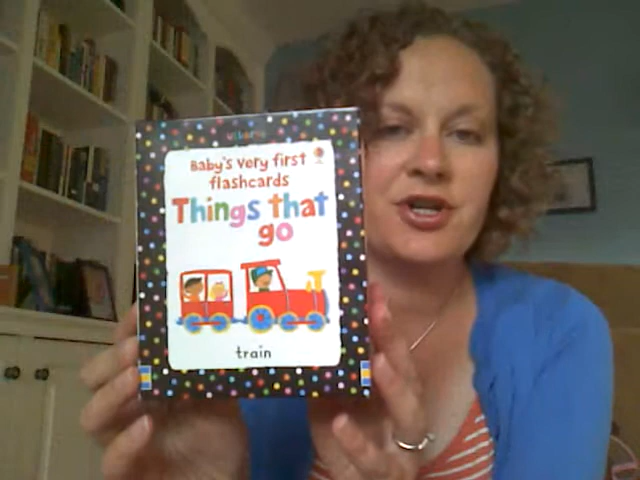 USBORNE
Baby's very first
flashcards
Things that
go
train